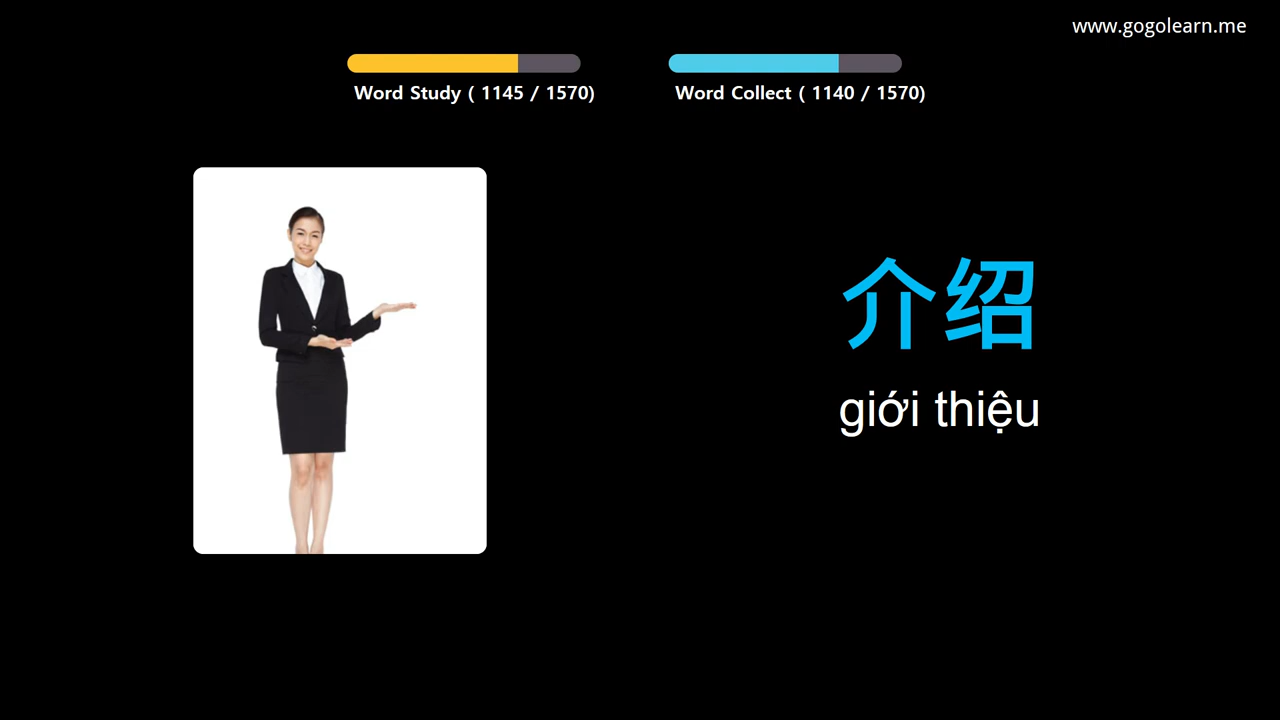 www.gogolearn.me
Word Study ( 1145 / 1570)
Word Collect ( 1140 / 1570)
介绍
giới thiệu